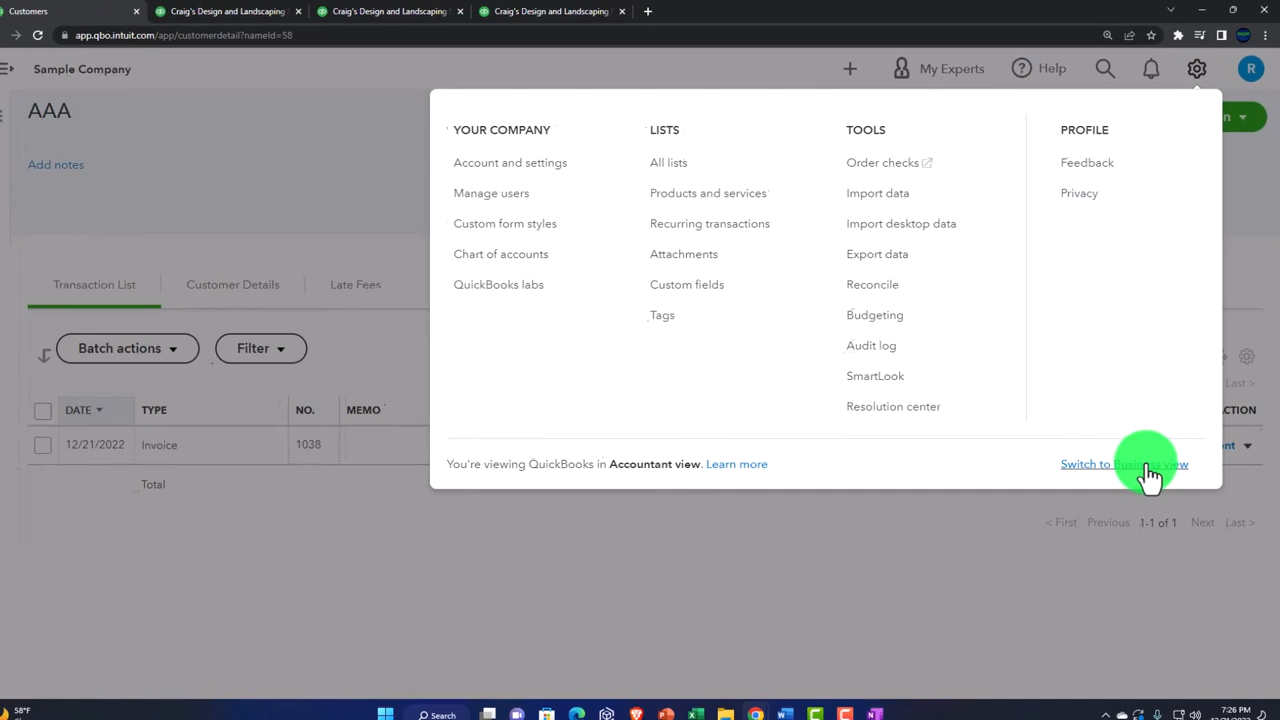 Customers
Craig's Design and Landscaping
Craig's Design and Landscaping
Craig's Design and Landscaping
app.qbo.intuit.com/app/customerdetail?nameId=58
Sample Company
My Experts
Help
R
AAA
Add notes
YOUR COMPANY
Account and settings
Manage users
Custom form styles
Chart of accounts
QuickBooks labs
LISTS
All lists
Products and services
Recurring transactions
Attachments
Custom fields
Tags
TOOLS
Order checks
Import data
Import desktop data
Export data
Reconcile
Budgeting
Audit log
SmartLook
Resolution center
PROFILE
Feedback
Privacy
You're viewing QuickBooks in Accountant view. Learn more
Switch to Business view
Transaction List
Customer Details
Late Fees
Batch actions
Filter
Last >
DATE TYPE NO. MEMO
12/21/2022 Invoice 1038
Total
< First Previous 1-1 of 1 Next Last >
58°F
Search
7:26 PM